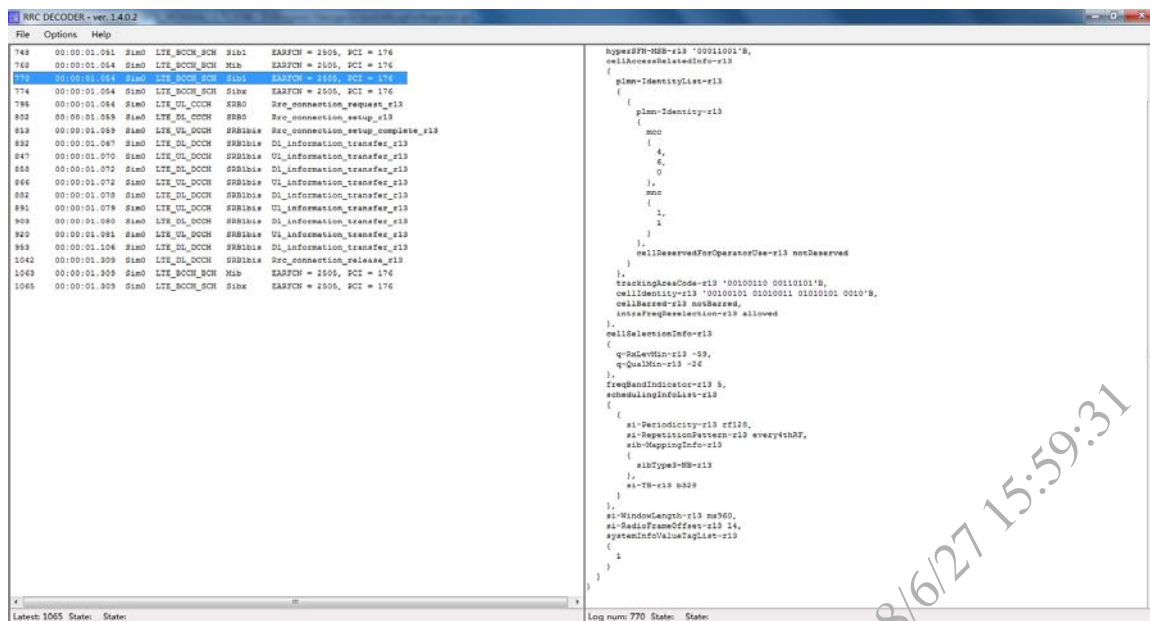 RRC DECODER - ver. 1.4.0.2
File Options Help
748 00:00:01.051 Sim0 LTE_BCCH_SCH Sib1 EARFCN = 2505, PCI = 176
768 00:00:01.054 Sim0 LTE_BCCH_BCH Mib EARFCN = 2505, PCI = 176
770 00:00:01.054 Sim0 LTE_BCCH_SCH Sib1 EARFCN = 2505, PCI = 176
774 00:00:01.054 Sim0 LTE_BCCH_SCH Sibx EARFCN = 2505, PCI = 176
795 00:00:01.054 Sim0 LTE_UL_CCCH SRB0 Rrc_connection_request_r13
802 00:00:01.059 Sim0 LTE_DL_CCCH SRB0 Rrc_connection_setup_r13
813 00:00:01.059 Sim0 LTE_UL_DCCH SRB1bis Rrc_connection_setup_complete_r13
832 00:00:01.067 Sim0 LTE_DL_DCCH SRB1bis Dl_information_transfer_r13
847 00:00:01.070 Sim0 LTE_UL_DCCH SRB1bis Ul_information_transfer_r13
858 00:00:01.072 Sim0 LTE_DL_DCCH SRB1bis Dl_information_transfer_r13
866 00:00:01.072 Sim0 LTE_UL_DCCH SRB1bis Ul_information_transfer_r13
882 00:00:01.078 Sim0 LTE_DL_DCCH SRB1bis Dl_information_transfer_r13
891 00:00:01.079 Sim0 LTE_UL_DCCH SRB1bis Ul_information_transfer_r13
903 00:00:01.080 Sim0 LTE_DL_DCCH SRB1bis Dl_information_transfer_r13
920 00:00:01.081 Sim0 LTE_UL_DCCH SRB1bis Ul_information_transfer_r13
953 00:00:01.106 Sim0 LTE_DL_DCCH SRB1bis Dl_information_transfer_r13
1042 00:00:01.309 Sim0 LTE_DL_DCCH SRB1bis Rrc_connection_release_r13
1063 00:00:01.309 Sim0 LTE_BCCH_BCH Mib EARFCN = 2505, PCI = 176
1065 00:00:01.309 Sim0 LTE_BCCH_SCH Sibx EARFCN = 2505, PCI = 176
Latest: 1065 State: State:
hyperSFN-MSB-r13 '00011001'B,
cellAccessRelatedInfo-r13
{
plmn-IdentityList-r13
{
{
plmn-Identity-r13
{
mcc
{
4,
6,
0
},
mnc
{
1,
1
}
},
cellReservedForOperatorUse-r13 notReserved
}
},
trackingAreaCode-r13 '00100110 00110101'B,
cellIdentity-r13 '00100101 01010011 01010101 0010'B,
cellBarred-r13 notBarred,
intraFreqReselection-r13 allowed
},
cellSelectionInfo-r13
{
q-RxLevMin-r13 -59,
q-QualMin-r13 -26
},
freqBandIndicator-r13 5,
schedulingInfoList-r13
{
{
si-Periodicity-r13 rf128,
si-RepetitionPattern-r13 every4thRF,
sib-MappingInfo-r13
{
sibType3-NB-r13
},
si-TB-r13 b328
}
},
si-WindowLength-r13 ms960,
si-RadioFrameOffset-r13 14,
systemInfoValueTagList-r13
{
1
}
}
}
Log num: 770 State: State:
8/6/27 15:59:31